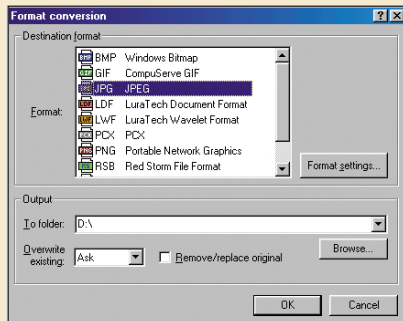 Format conversion
Destination format
Format:
BMP Windows Bitmap
GIF CompuServe GIF
JPG JPEG
LDF LuraTech Document Format
LWF LuraTech Wavelet Format
PCX PCX
PNG Portable Network Graphics
RSB Red Storm File Format
Format settings...
Output
To folder: D:\
Browse...
Overwrite existing: Ask
Remove/replace original
OK Cancel